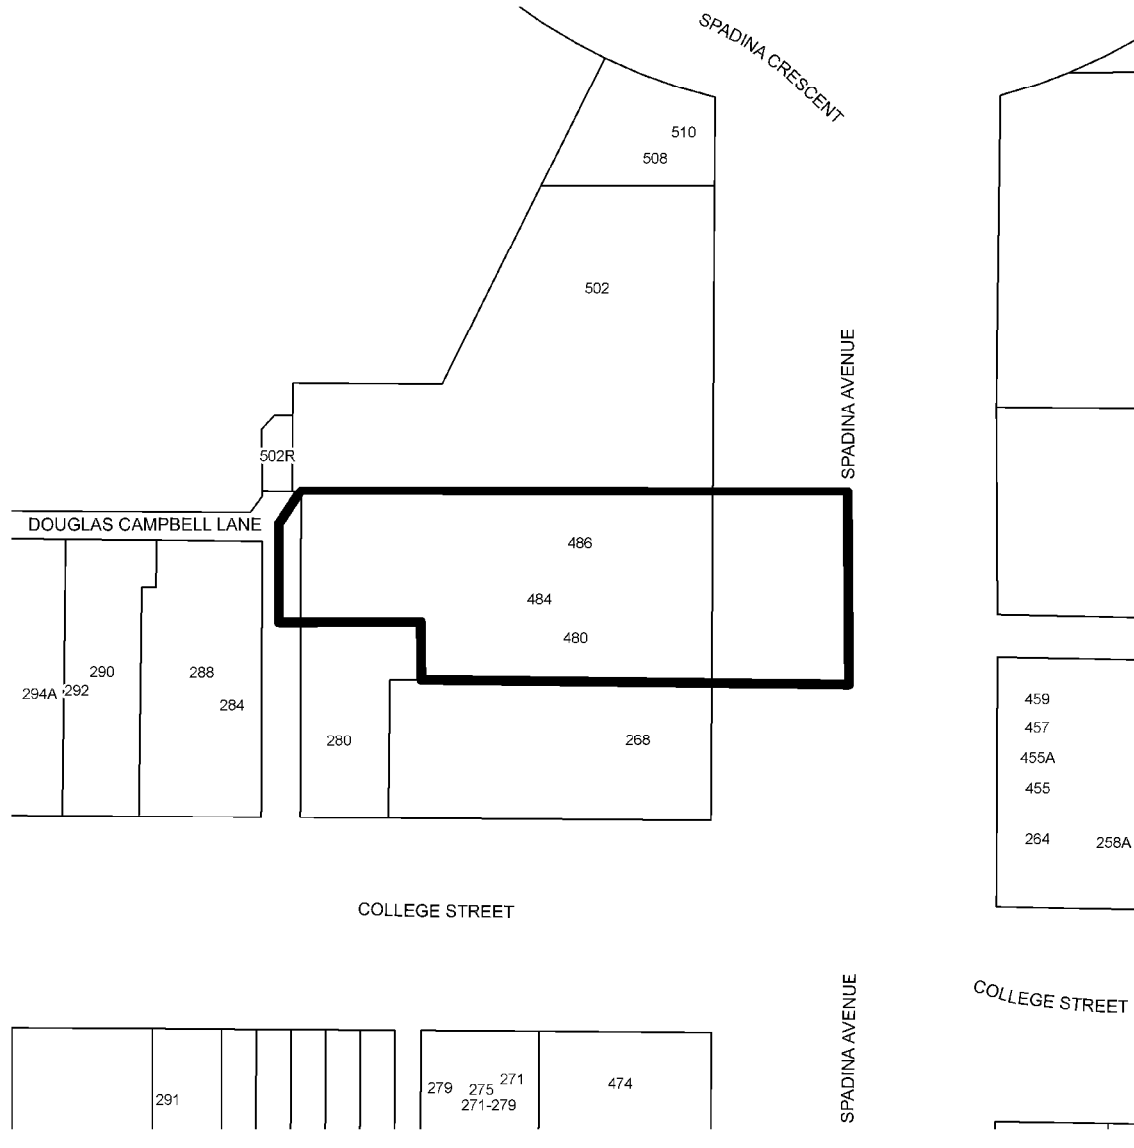 SPADINA CRESCENT
510
508
502
SPADINA AVENUE
502R
DOUGLAS CAMPBELL LANE
486
484
480
290
288
294A
292
284
459
457
455A
455
280
268
264
258A
COLLEGE STREET
SPADINA AVENUE
COLLEGE STREET
291
279
275
271
271-279
474